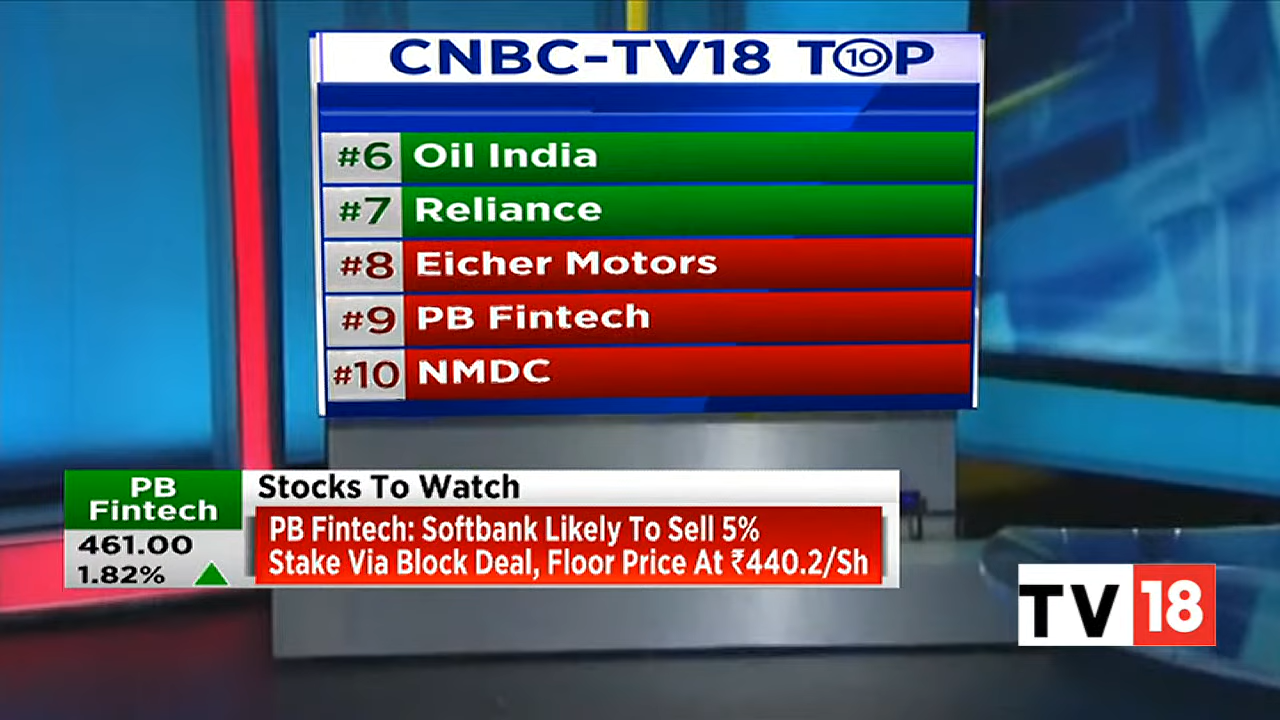 CNBC-TV18 TOP 10
#6 Oil India
#7 Reliance
#8 Eicher Motors
#9 PB Fintech
#10 NMDC
PB
Fintech
461.00
1.82%
Stocks To Watch
PB Fintech: Softbank Likely To Sell 5%
Stake Via Block Deal, Floor Price At ₹440.2/Sh
TV18